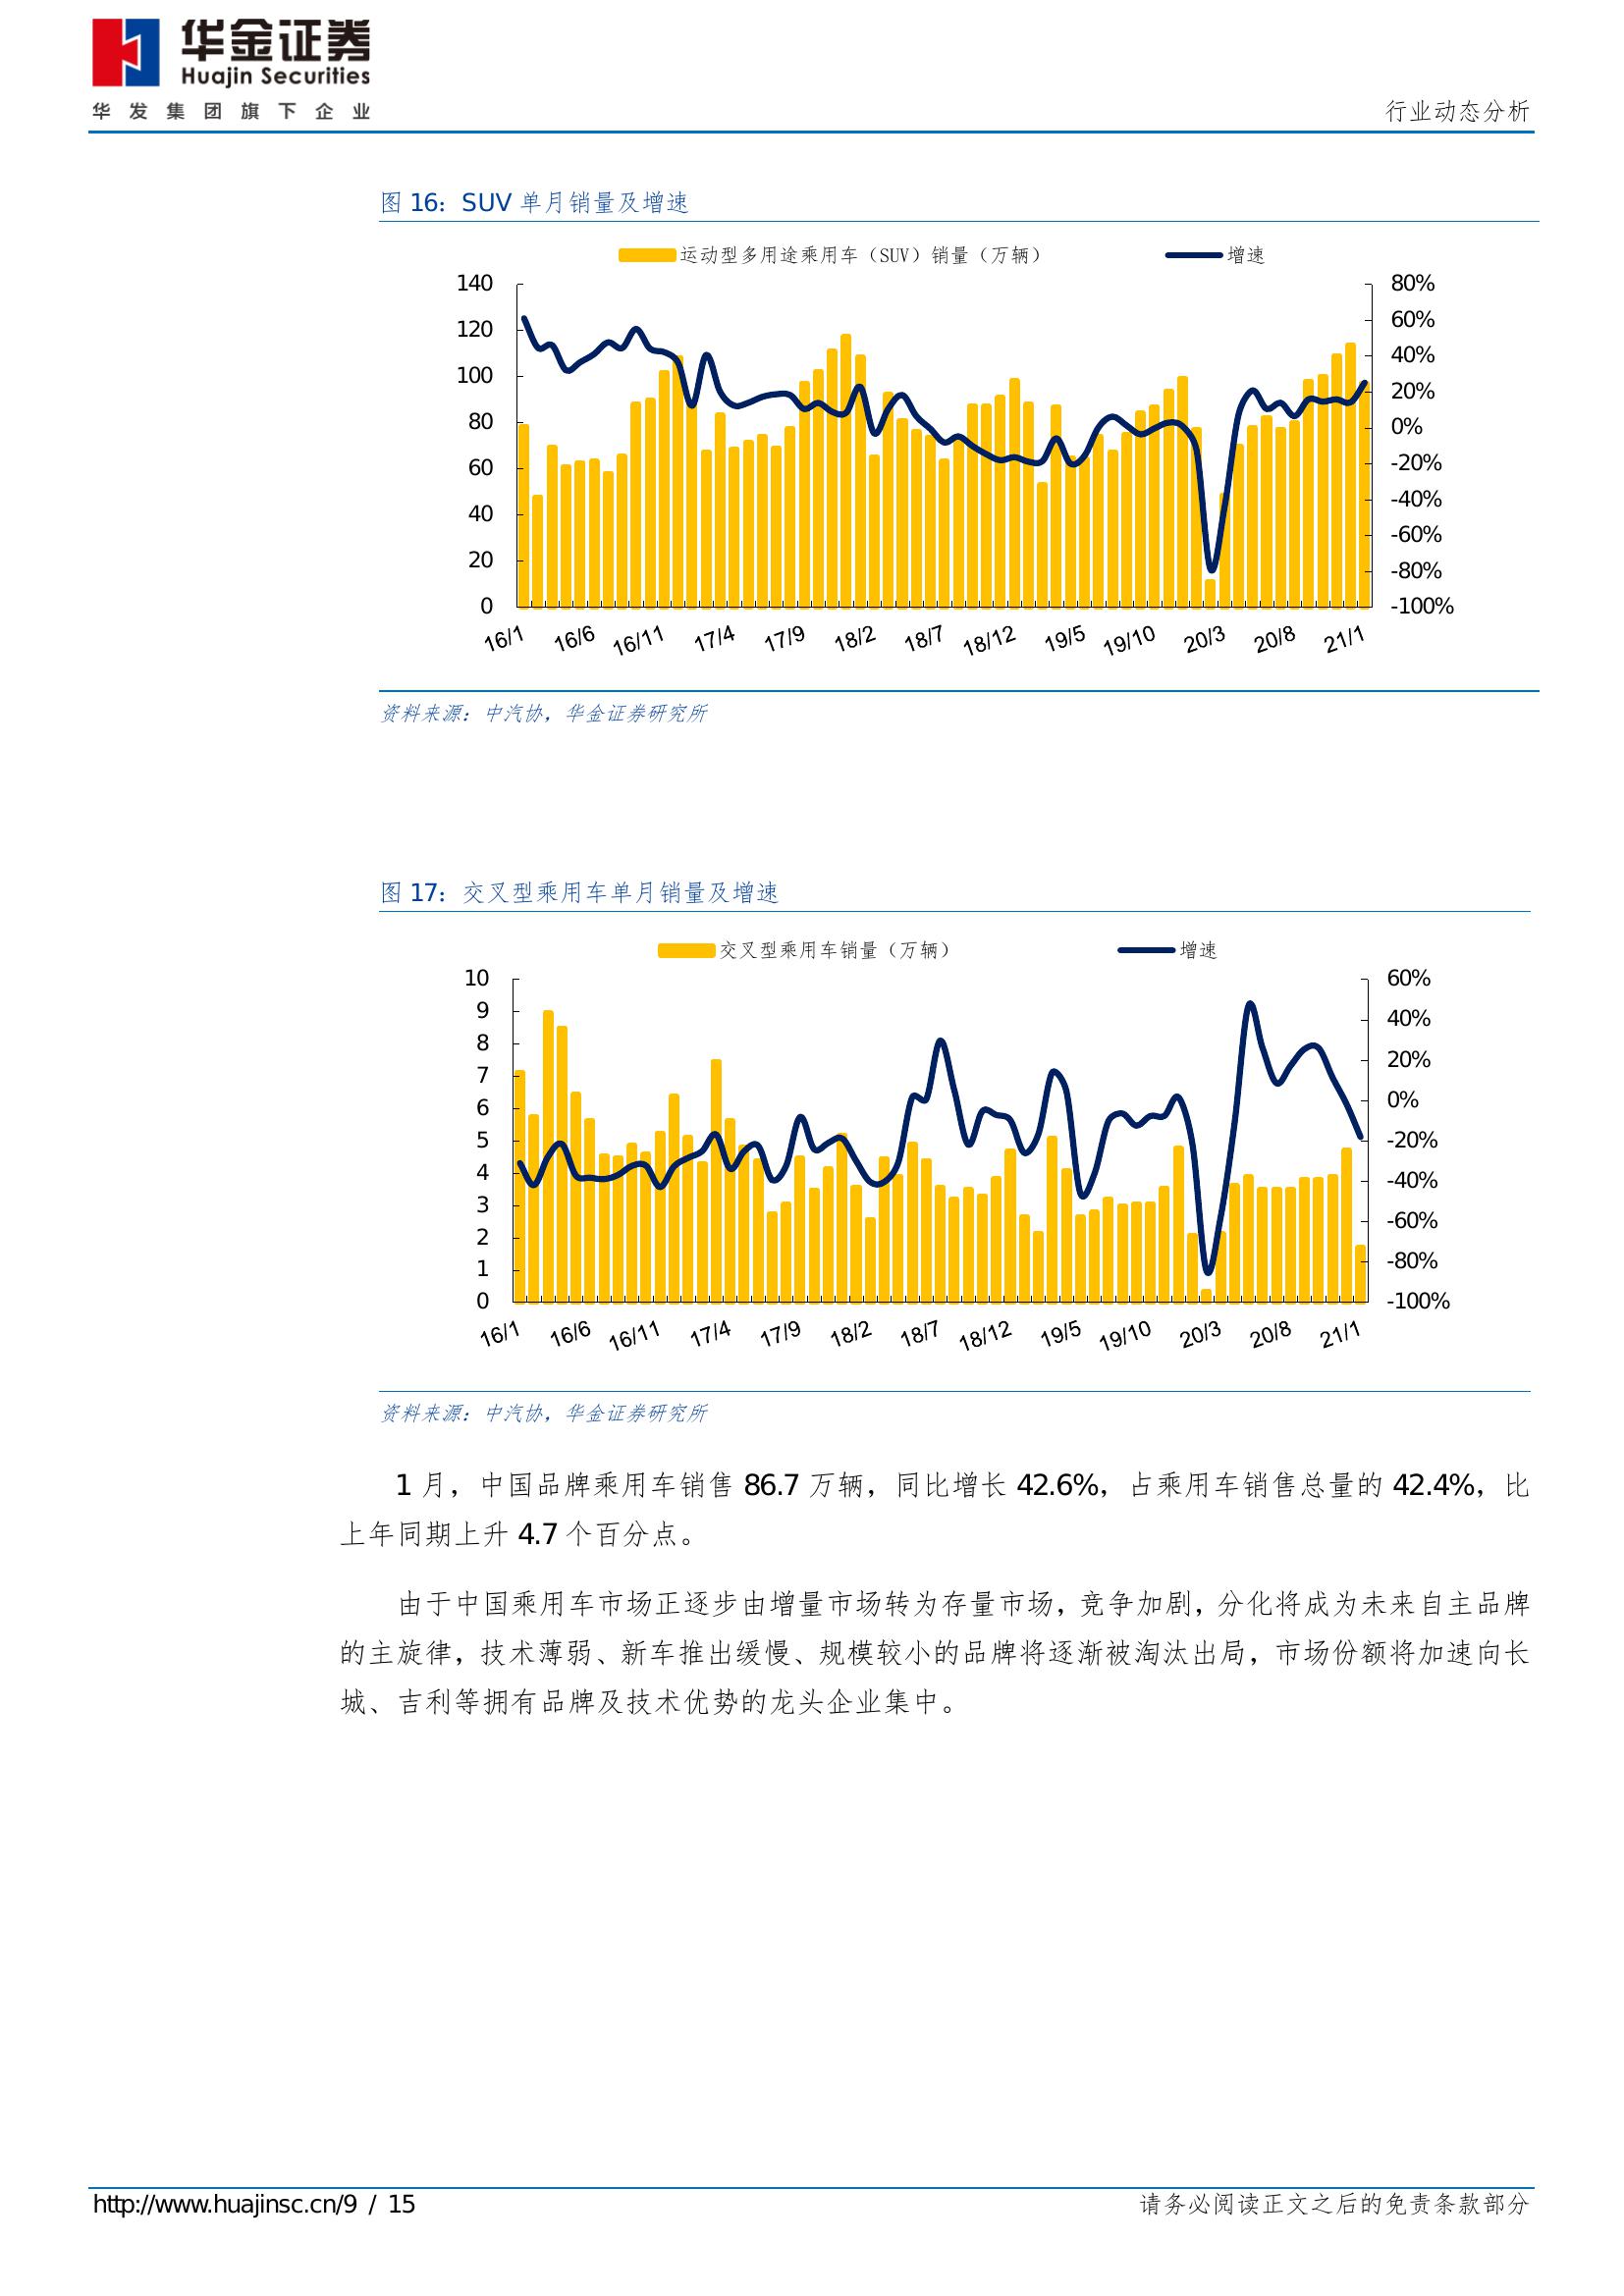 华金证券
Huajin Securities
华发集团旗下企业
行业动态分析
图 16：SUV 单月销量及增速
运动型多用途乘用车（SUV）销量（万辆） 增速
140 80%
120 60%
100 40%
80 20%
60 0%
40 -20%
20 -40%
0 -60%
-80%
-100%
16/1 16/6 16/11 17/4 17/9 18/2 18/7 18/12 19/5 19/10 20/3 20/8 21/1
资料来源：中汽协，华金证券研究所
图 17：交叉型乘用车单月销量及增速
交叉型乘用车销量（万辆） 增速
10 60%
9 40%
8 20%
7 0%
6 -20%
5 -40%
4 -60%
3 -80%
2 -100%
1
0
16/1 16/6 16/11 17/4 17/9 18/2 18/7 18/12 19/5 19/10 20/3 20/8 21/1
资料来源：中汽协，华金证券研究所
1 月，中国品牌乘用车销售 86.7 万辆，同比增长 42.6%，占乘用车销售总量的 42.4%，比
上年同期上升 4.7 个百分点。
由于中国乘用车市场正逐步由增量市场转为存量市场，竞争加剧，分化将成为未来自主品牌
的主旋律，技术薄弱、新车推出缓慢、规模较小的品牌将逐渐被淘汰出局，市场份额将加速向长
城、吉利等拥有品牌及技术优势的龙头企业集中。
http://www.huajinsc.cn/9 / 15 请务必阅读正文之后的免责条款部分